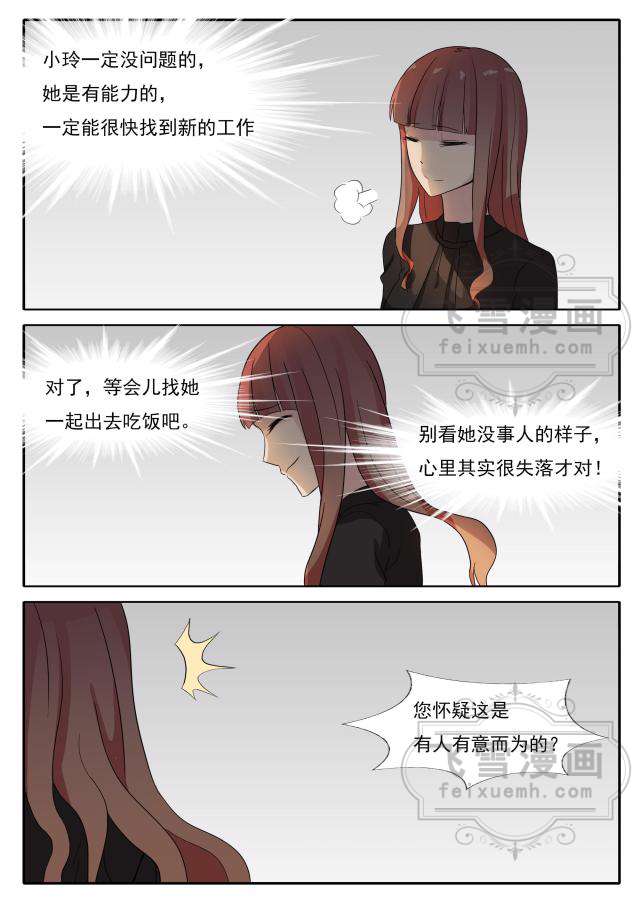 小玲一定没问题的，
她是有能力的，
一定能很快找到新的工作
飞雪漫画
feixuemh.com
对了，等会儿找她
一起出去吃饭吧。
别看她没事人的样子，
心里其实很失落才对！
您怀疑这是
有人有意而为的？
飞雪漫画
feixuemh.com